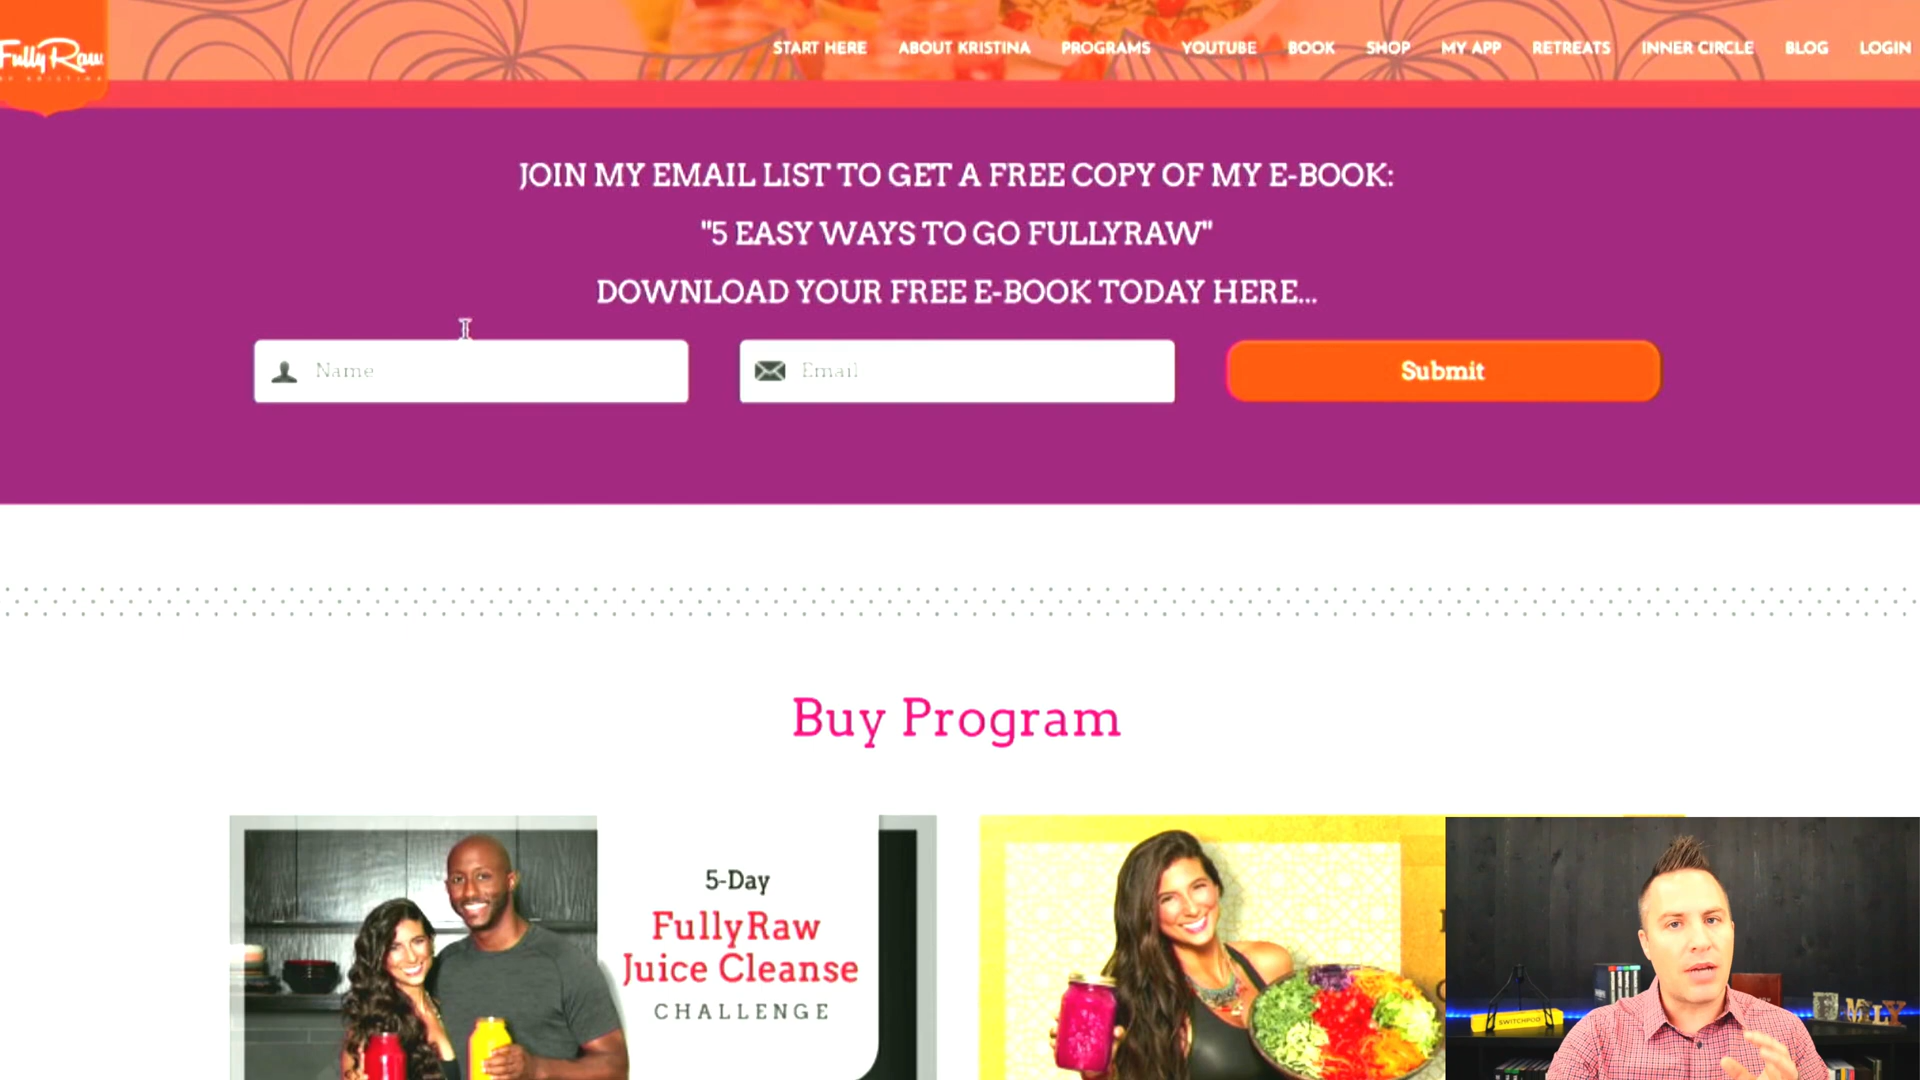 FullyRaw
START HERE ABOUT KRISTINA PROGRAMS YOUTUBE BOOK SHOP MY APP RETREATS INNER CIRCLE BLOG LOGIN
JOIN MY EMAIL LIST TO GET A FREE COPY OF MY E-BOOK:
"5 EASY WAYS TO GO FULLYRAW"
DOWNLOAD YOUR FREE E-BOOK TODAY HERE...
Name
Email
Submit
Buy Program
5-Day
FullyRaw
Juice Cleanse
CHALLENGE
SWITCHPOD